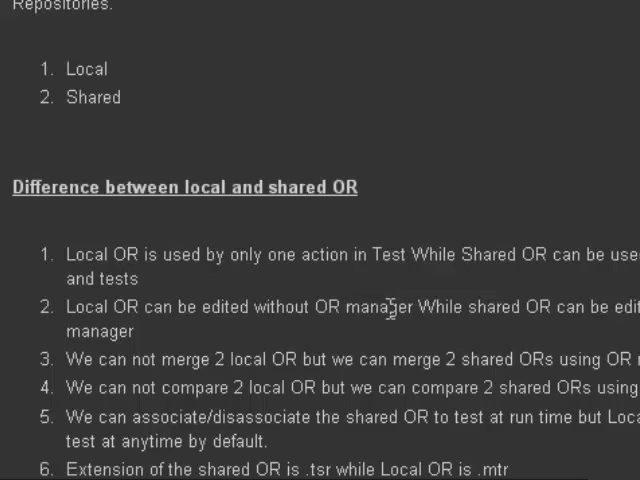 Repositories.
1. Local
2. Shared
Difference between local and shared OR
1. Local OR is used by only one action in Test While Shared OR can be use
and tests
2. Local OR can be edited without OR manager While shared OR can be edit
manager
3. We can not merge 2 local OR but we can merge 2 shared ORs using OR
4. We can not compare 2 local OR but we can compare 2 shared ORs using
5. We can associate/disassociate the shared OR to test at run time but Loca
test at anytime by default.
6. Extension of the shared OR is .tsr while Local OR is .mtr